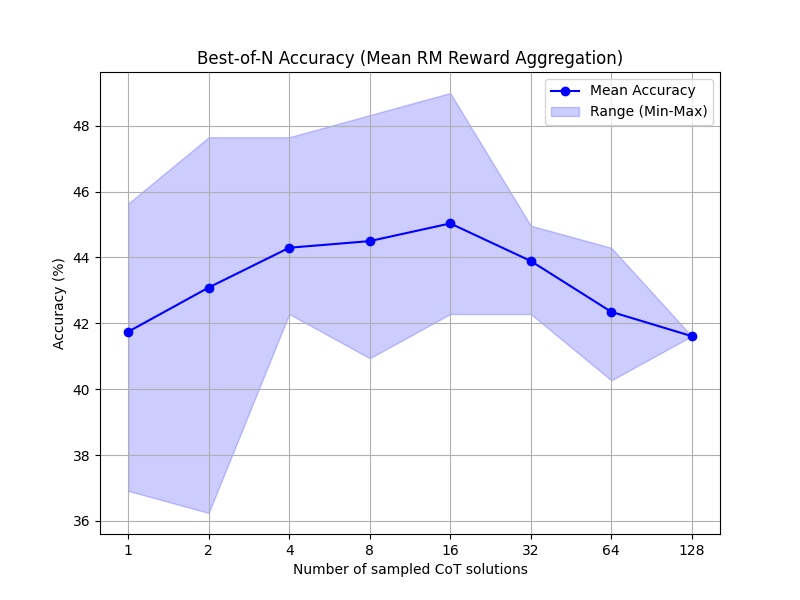 Best-of-N Accuracy (Mean RM Reward Aggregation)
Mean Accuracy
Range (Min-Max)
Accuracy (%)
48
46
44
42
40
38
36
1 2 4 8 16 32 64 128
Number of sampled CoT solutions